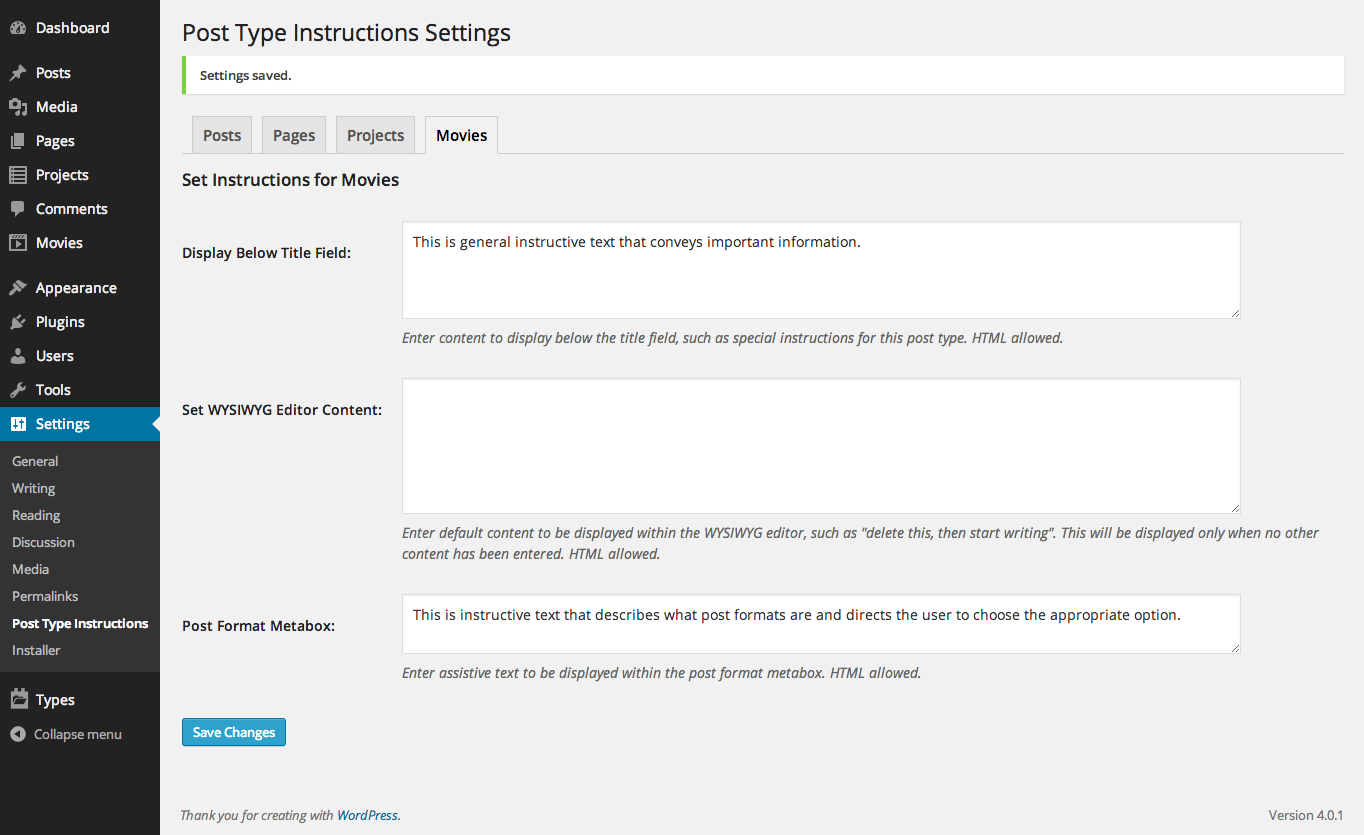 Dashboard
Posts
Media
Pages
Projects
Comments
Movies
Appearance
Plugins
Users
Tools
Settings
General
Writing
Reading
Discussion
Media
Permalinks
Post Type Instructions
Installer
Types
Collapse menu
Post Type Instructions Settings
Settings saved.
Posts
Pages
Projects
Movies
Set Instructions for Movies
Display Below Title Field:
This is general instructive text that conveys important information.
Enter content to display below the title field, such as special instructions for this post type. HTML allowed.
Set WYSIWYG Editor Content:
Enter default content to be displayed within the WYSIWYG editor, such as "delete this, then start writing". This will be displayed only when no other
content has been entered. HTML allowed.
Post Format Metabox:
This is instructive text that describes what post formats are and directs the user to choose the appropriate option.
Enter assistive text to be displayed within the post format metabox. HTML allowed.
Save Changes
Thank you for creating with WordPress.
Version 4.0.1